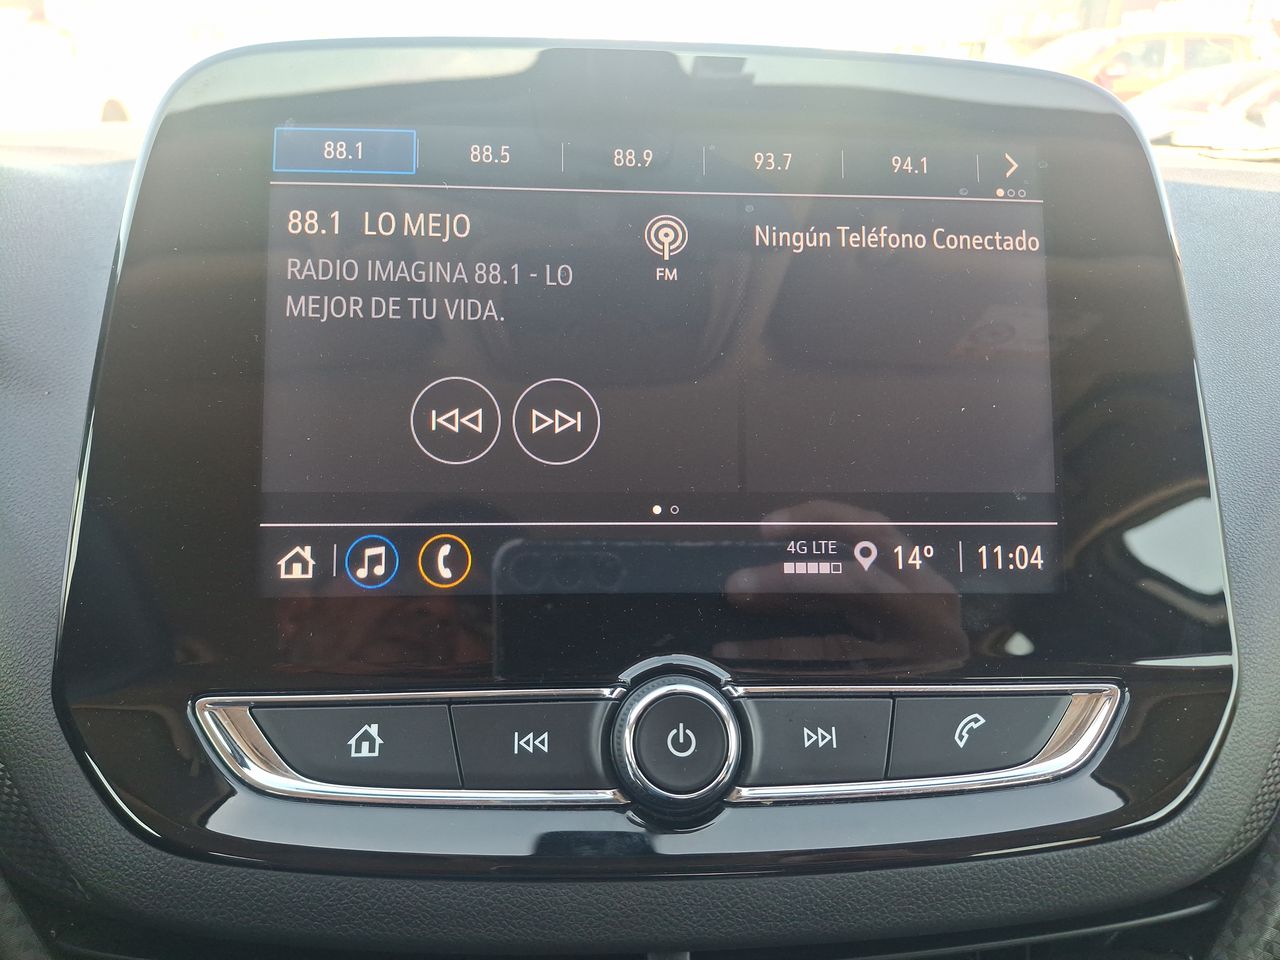 88.1 88.5 88.9 93.7 94.1
88.1 LO MEJO
RADIO IMAGINA 88.1 - LO
MEJOR DE TU VIDA.
FM
Ningún Teléfono Conectado
4G LTE
14º 11:04